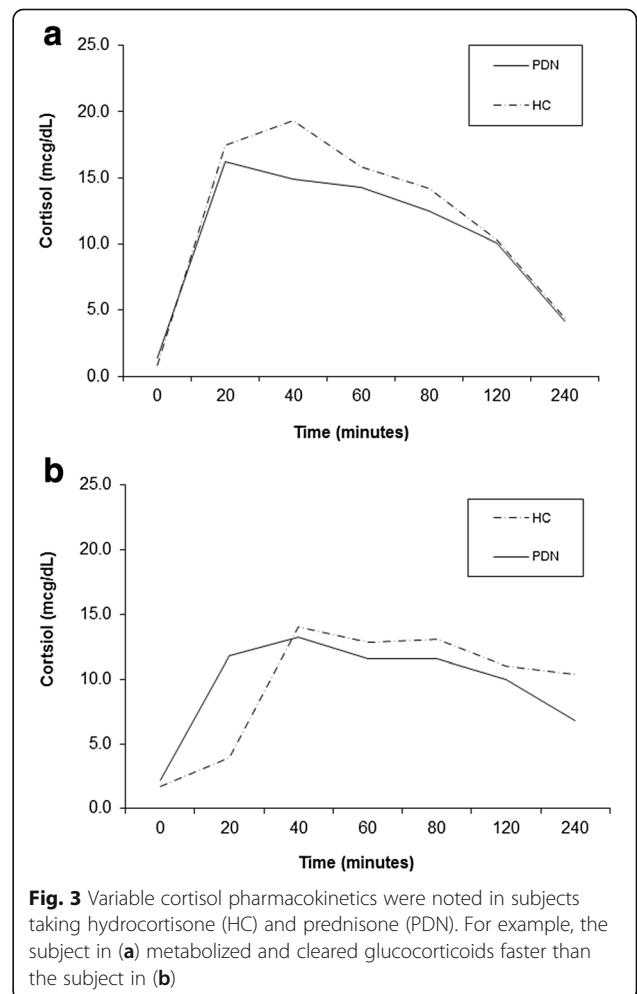 a
25.0
20.0
15.0
10.0
5.0
0.0
Cortisol (mcg/dL)
PDN
HC
0 20 40 60 80 120 240
Time (minutes)
b
25.0
20.0
15.0
10.0
5.0
0.0
Cortsiol (mcg/dL)
HC
PDN
0 20 40 60 80 120 240
Time (minutes)
Fig. 3 Variable cortisol pharmacokinetics were noted in subjects
taking hydrocortisone (HC) and prednisone (PDN). For example, the
subject in (a) metabolized and cleared glucocorticoids faster than
the subject in (b)